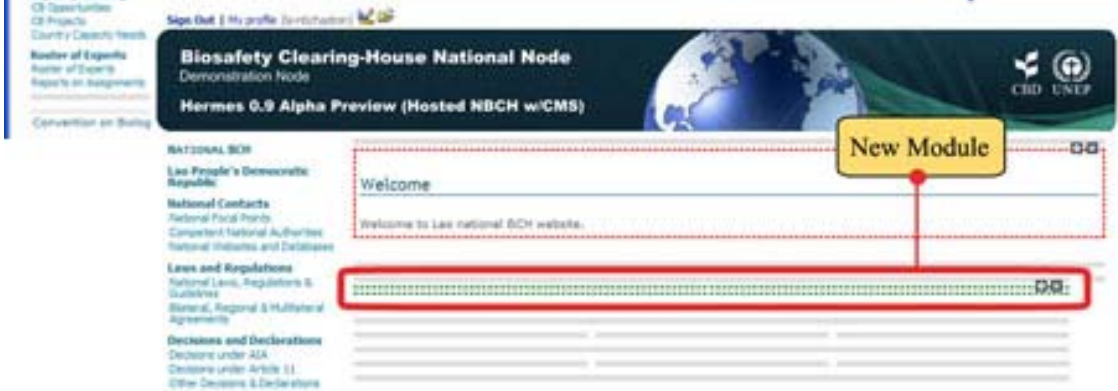 CB Opportunities
CB Projects
Country Capacity Needs
Roster of Experts
Roster of Experts
Reports on Assignments
Convention on Biolog
Sign Out | My profile
Biosafety Clearing-House National Node
Demonstration Node
Hermes 0.9 Alpha Preview (Hosted NBCH w/CMS)
CBD UNEP
New Module
NATIONAL BCH
Lao People's Democratic
Republic
National Contacts
National Focal Points
Competent National Authorities
National Websites and Databases
Laws and Regulations
National Laws, Regulations &
Guidelines
Bilateral, Regional & Multilateral
Agreements
Decisions and Declarations
Decisions under AIA
Decisions under Article 11
Other Decisions & Declarations
Welcome
Welcome to Lao national BCH website.